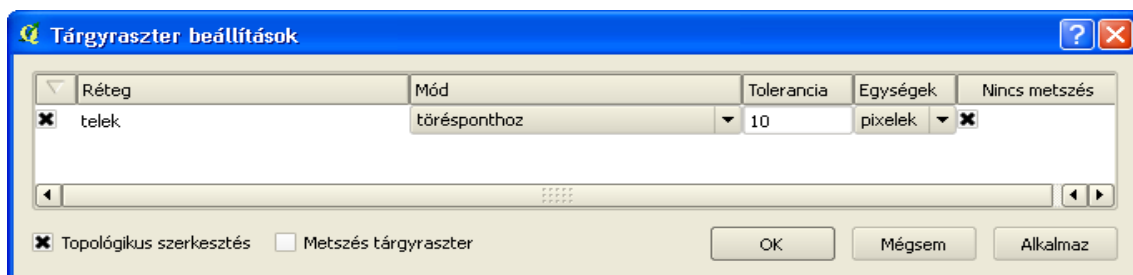 Tárgyraszter beállítások
Réteg Mód Tolerancia Egységek Nincs metszés
telek törésponthoz 10 pixelek
Topológikus szerkesztés Metszés tárgyraszter OK Mégsem Alkalmaz